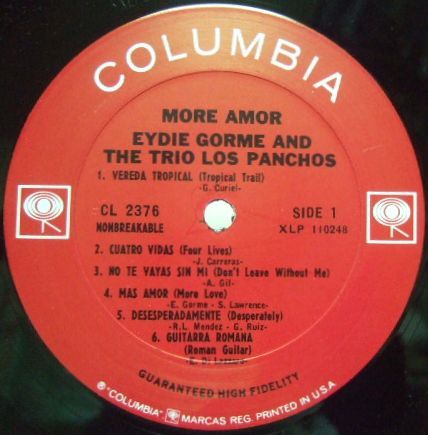 COLUMBIA
MORE AMOR
EYDIE GORME AND
THE TRIO LOS PANCHOS
1. VEREDA TROPICAL (Tropical Trail)
-G. Curiel-
CL 2376 SIDE 1
NONBREAKABLE XLP 110248
2. CUATRO VIDAS (Four Lives)
-J. Carreras-
3. NO TE VAYAS SIN MI (Don't Leave Without Me)
-A. Gil-
4. MAS AMOR (More Love)
-E. Gorme - S. Lawrence-
5. DESESPERADAMENTE (Desperately)
-R.L. Mendez - G. Ruiz-
6. GUITARRA ROMANA
(Roman Guitar)
-E. Di Lazzaro-
GUARANTEED HIGH FIDELITY
® "COLUMBIA" MARCAS REG. PRINTED IN U.S.A.